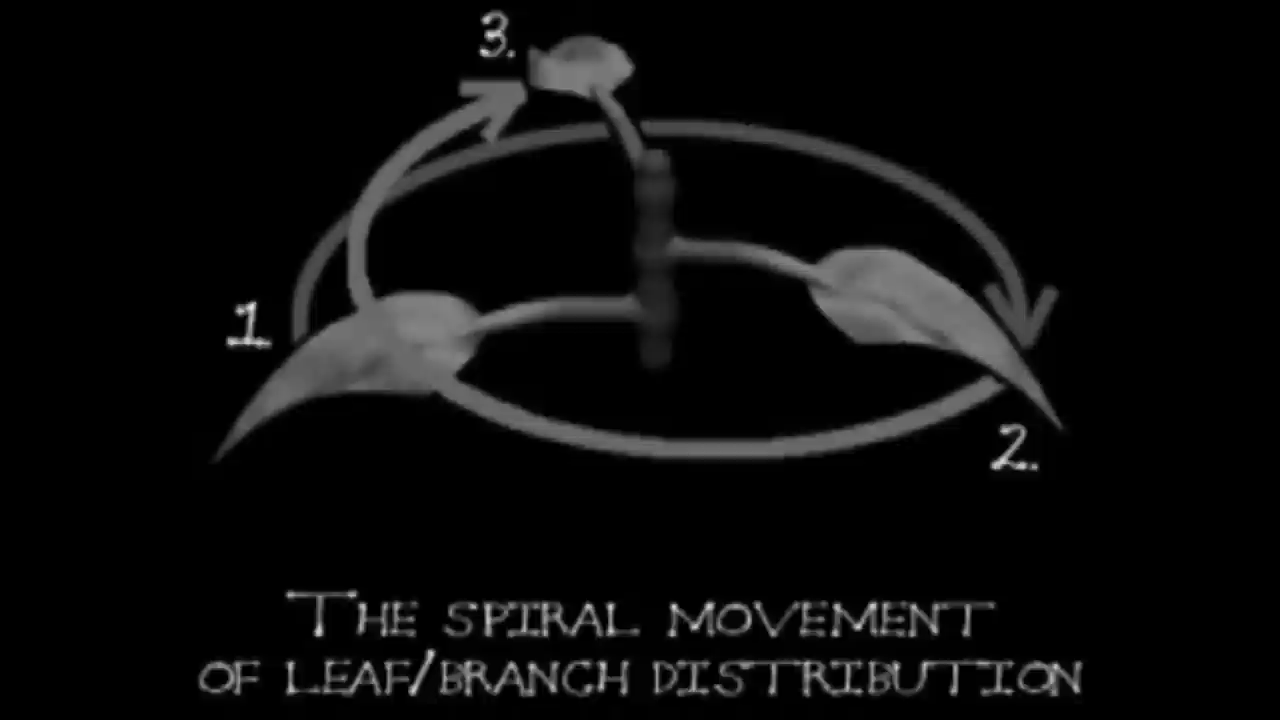 3.
1.
2.
THE SPIRAL MOVEMENT
OF LEAF/BRANCH DISTRIBUTION